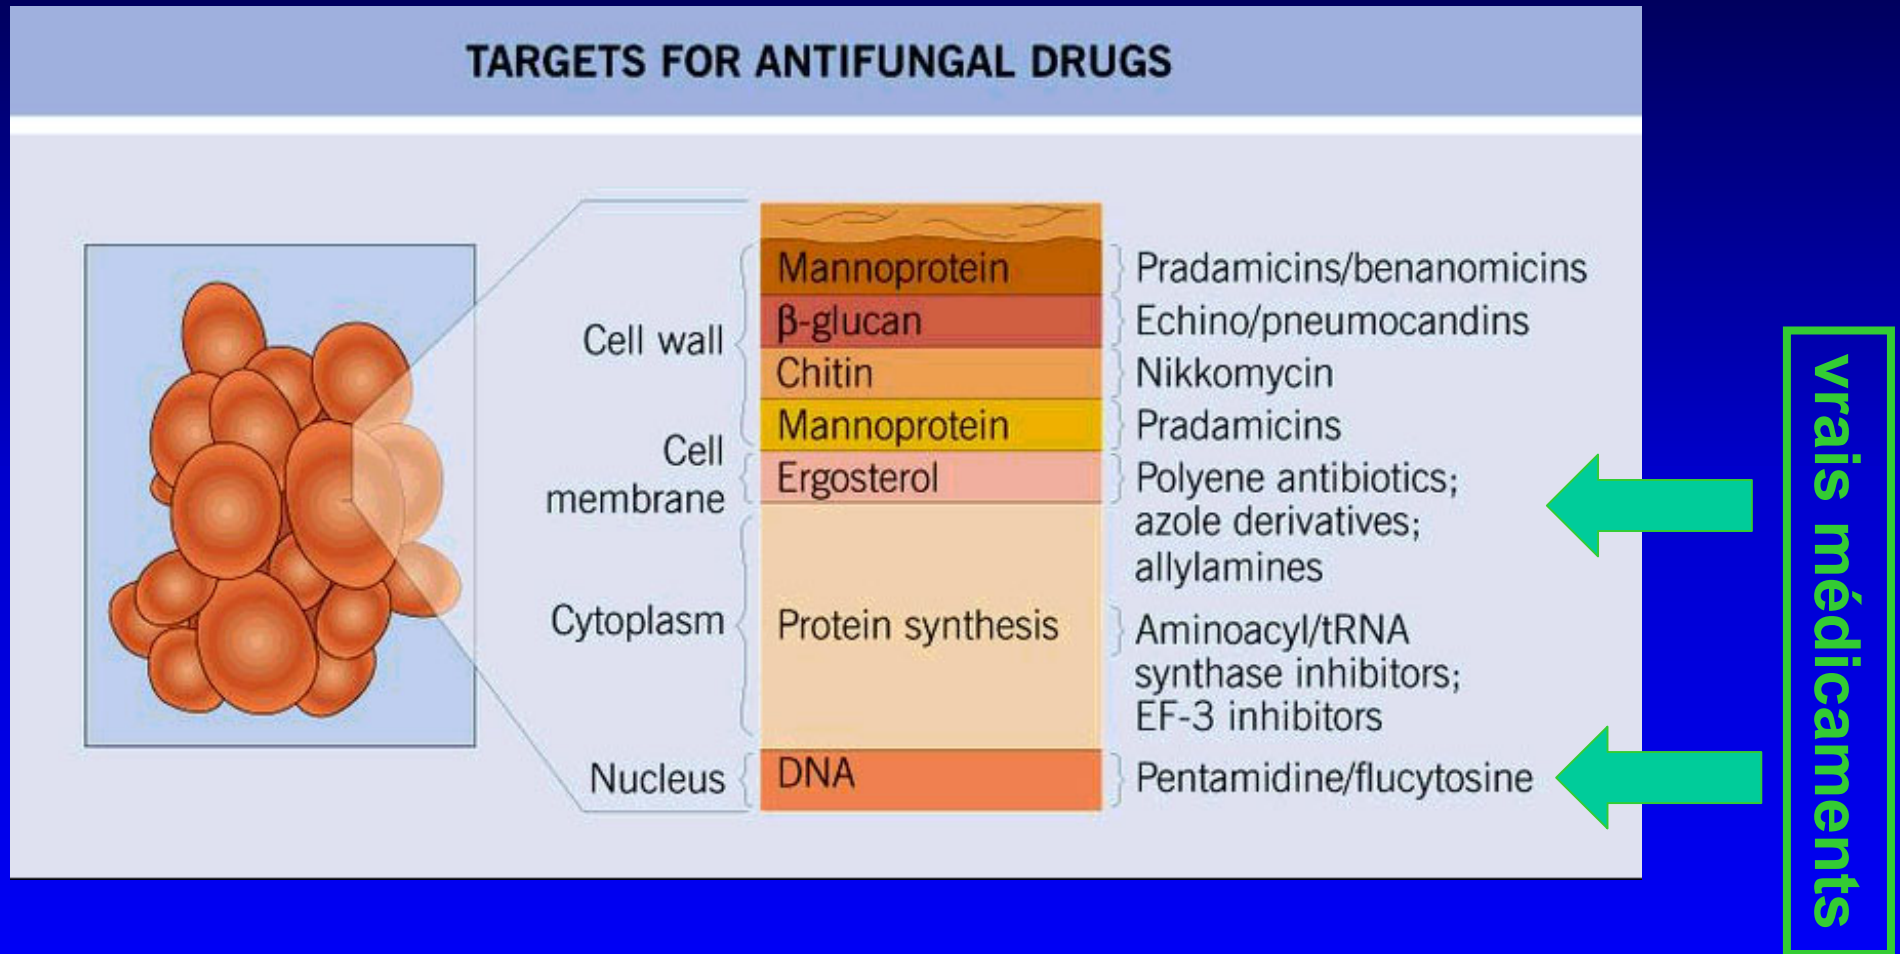 TARGETS FOR ANTIFUNGAL DRUGS
Cell wall
Cell
membrane
Cytoplasm
Nucleus
Mannoprotein
β-glucan
Chitin
Mannoprotein
Ergosterol
Protein synthesis
DNA
Pradamicins/benanomicins
Echino/pneumocandins
Nikkomycin
Pradamicins
Polyene antibiotics;
azole derivatives;
allylamines
Aminoacyl/tRNA
synthase inhibitors;
EF-3 inhibitors
Pentamidine/flucytosine
vrais médicaments